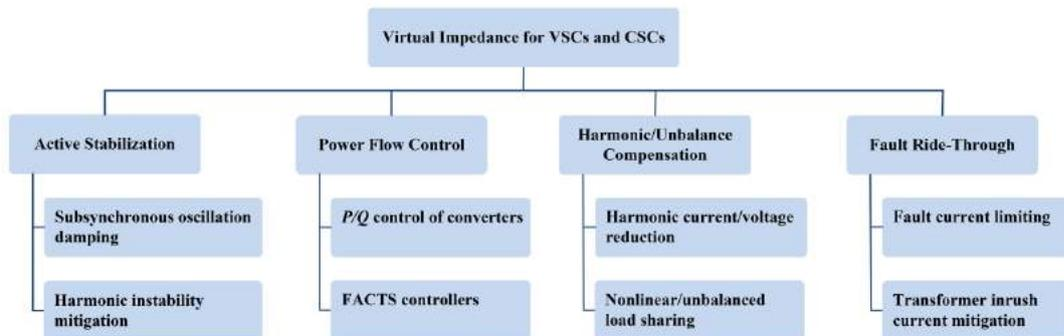 Virtual Impedance for VSCs and CSCs
Active Stabilization
Power Flow Control
Harmonic/Unbalance
Compensation
Fault Ride-Through
Subsynchronous oscillation
damping
P/Q control of converters
Harmonic current/voltage
reduction
Fault current limiting
Harmonic instability
mitigation
FACTS controllers
Nonlinear/unbalanced
load sharing
Transformer inrush
current mitigation